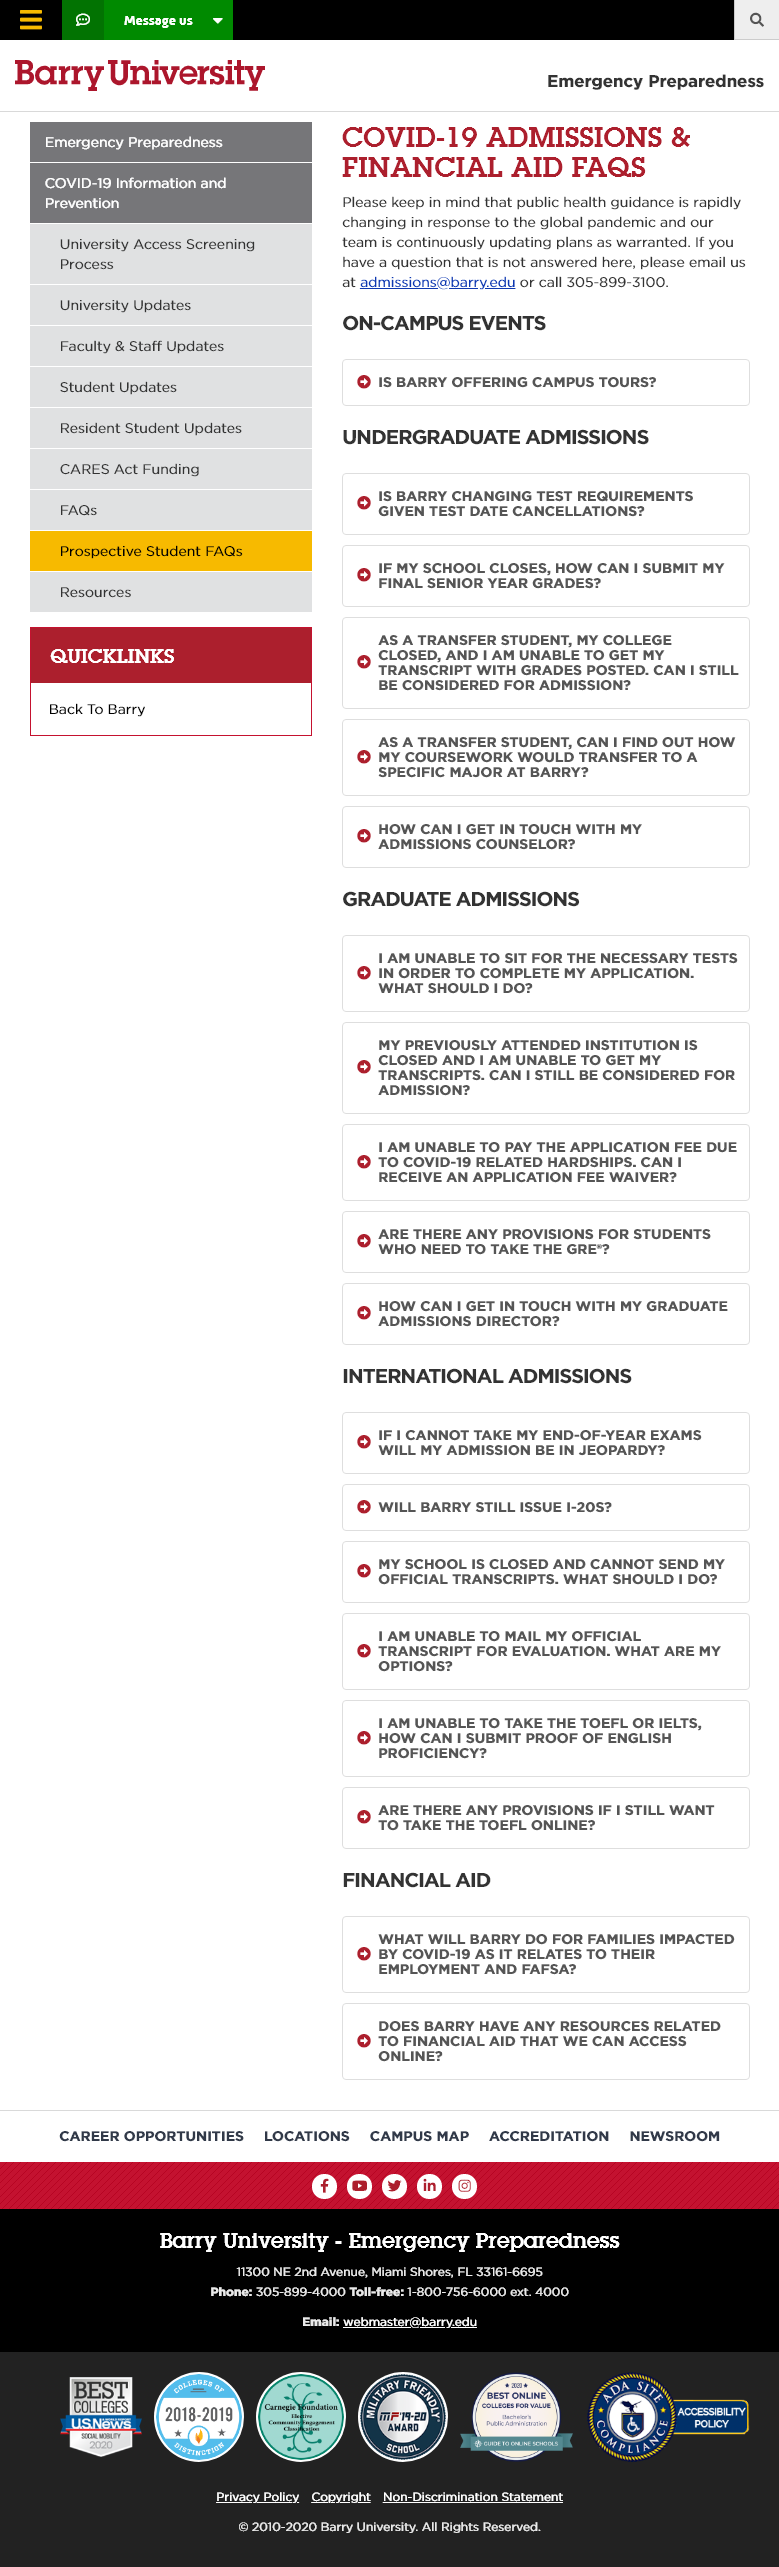 Message us
Barry University
Emergency Preparedness
Emergency Preparedness
COVID-19 Information and
Prevention
University Access Screening
Process
University Updates
Faculty & Staff Updates
Student Updates
Resident Student Updates
CARES Act Funding
FAQs
Prospective Student FAQs
Resources
QUICKLINKS
Back To Barry
COVID-19 ADMISSIONS &
FINANCIAL AID FAQS
Please keep in mind that public health guidance is rapidly
changing in response to the global pandemic and our
team is continuously updating plans as warranted. If you
have a question that is not answered here, please email us
at admissions@barry.edu or call 305-899-3100.
ON-CAMPUS EVENTS
IS BARRY OFFERING CAMPUS TOURS?
UNDERGRADUATE ADMISSIONS
IS BARRY CHANGING TEST REQUIREMENTS
GIVEN TEST DATE CANCELLATIONS?
IF MY SCHOOL CLOSES, HOW CAN I SUBMIT MY
FINAL SENIOR YEAR GRADES?
AS A TRANSFER STUDENT, MY COLLEGE
CLOSED, AND I AM UNABLE TO GET MY
TRANSCRIPT WITH GRADES POSTED. CAN I STILL
BE CONSIDERED FOR ADMISSION?
AS A TRANSFER STUDENT, CAN I FIND OUT HOW
MY COURSEWORK WOULD TRANSFER TO A
SPECIFIC MAJOR AT BARRY?
HOW CAN I GET IN TOUCH WITH MY
ADMISSIONS COUNSELOR?
GRADUATE ADMISSIONS
I AM UNABLE TO SIT FOR THE NECESSARY TESTS
IN ORDER TO COMPLETE MY APPLICATION.
WHAT SHOULD I DO?
MY PREVIOUSLY ATTENDED INSTITUTION IS
CLOSED AND I AM UNABLE TO GET MY
TRANSCRIPTS. CAN I STILL BE CONSIDERED FOR
ADMISSION?
I AM UNABLE TO PAY THE APPLICATION FEE DUE
TO COVID-19 RELATED HARDSHIPS. CAN I
RECEIVE AN APPLICATION FEE WAIVER?
ARE THERE ANY PROVISIONS FOR STUDENTS
WHO NEED TO TAKE THE GRE®?
HOW CAN I GET IN TOUCH WITH MY GRADUATE
ADMISSIONS DIRECTOR?
INTERNATIONAL ADMISSIONS
IF I CANNOT TAKE MY END-OF-YEAR EXAMS
WILL MY ADMISSION BE IN JEOPARDY?
WILL BARRY STILL ISSUE I-20S?
MY SCHOOL IS CLOSED AND CANNOT SEND MY
OFFICIAL TRANSCRIPTS. WHAT SHOULD I DO?
I AM UNABLE TO MAIL MY OFFICIAL
TRANSCRIPT FOR EVALUATION. WHAT ARE MY
OPTIONS?
I AM UNABLE TO TAKE THE TOEFL OR IELTS,
HOW CAN I SUBMIT PROOF OF ENGLISH
PROFICIENCY?
ARE THERE ANY PROVISIONS IF I STILL WANT
TO TAKE THE TOEFL ONLINE?
FINANCIAL AID
WHAT WILL BARRY DO FOR FAMILIES IMPACTED
BY COVID-19 AS IT RELATES TO THEIR
EMPLOYMENT AND FAFSA?
DOES BARRY HAVE ANY RESOURCES RELATED
TO FINANCIAL AID THAT WE CAN ACCESS
ONLINE?
CAREER OPPORTUNITIES LOCATIONS CAMPUS MAP ACCREDITATION NEWSROOM
Barry University - Emergency Preparedness
11300 NE 2nd Avenue, Miami Shores, FL 33161-6695
Phone: 305-899-4000 Toll-free: 1-800-756-6000 ext. 4000
Email: webmaster@barry.edu
BEST
COLLEGES
U.S.News
SOCIAL MOBILITY
2020
COLLEGES OF
2018-2019
DISTINCTION
Carnegie Foundation
Elective
Community Engagement
Classification
MILITARY FRIENDLY
MF'19-20
AWARD
SCHOOL
2020
BEST ONLINE
COLLEGES FOR VALUE
Bachelor's
Public Administration
GUIDE TO ONLINE SCHOOLS
ADA SITE
COMPLIANCE
ACCESSIBILITY
POLICY
Privacy Policy Copyright Non-Discrimination Statement
© 2010-2020 Barry University. All Rights Reserved.